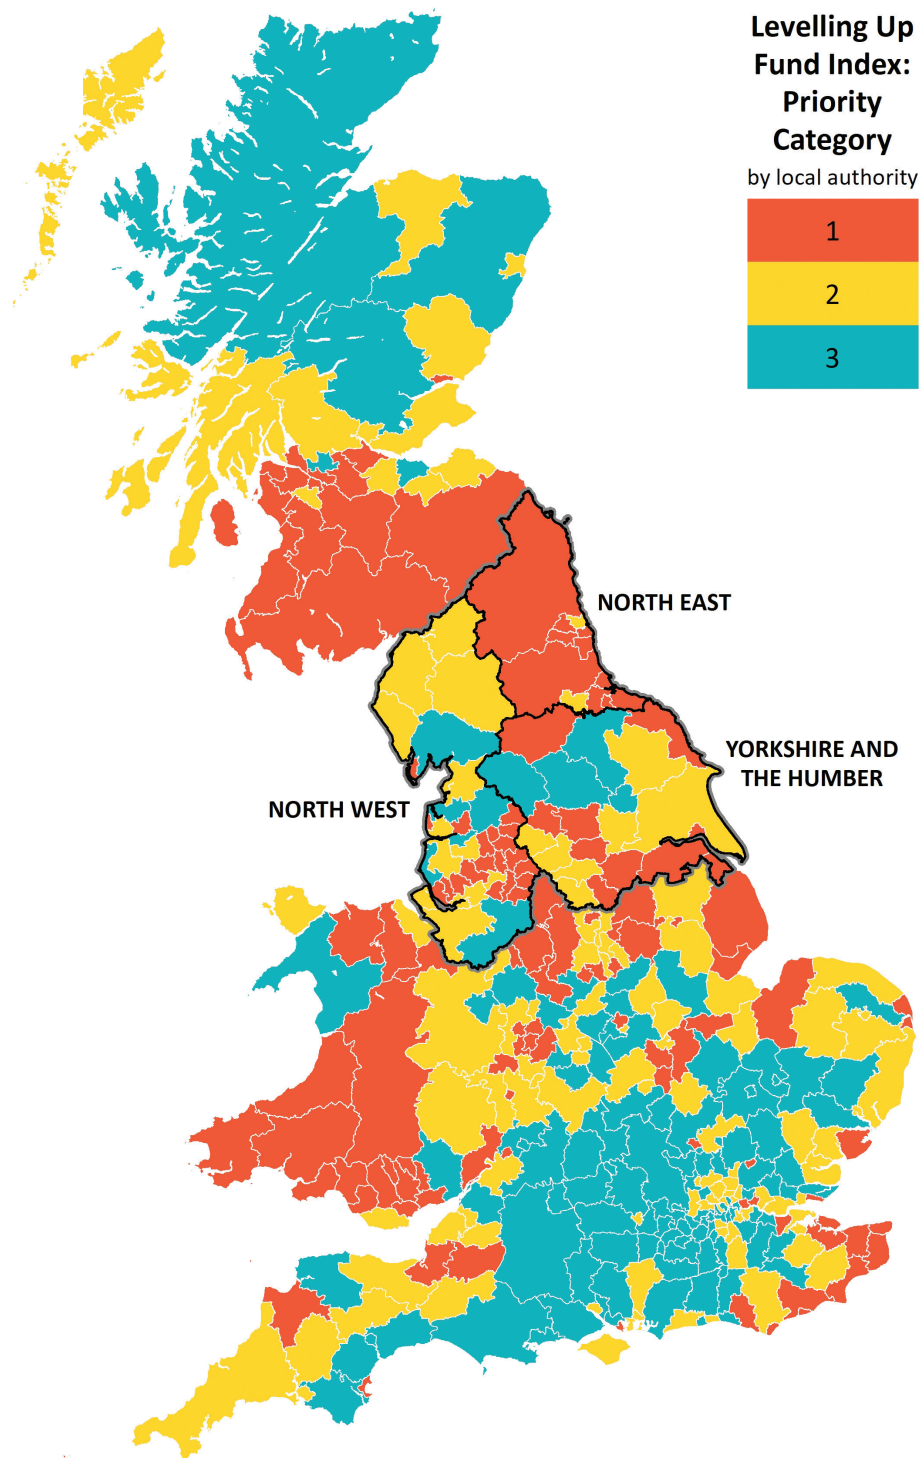 Levelling Up
Fund Index:
Priority
Category
by local authority
1
2
3
NORTH EAST
YORKSHIRE AND
THE HUMBER
NORTH WEST